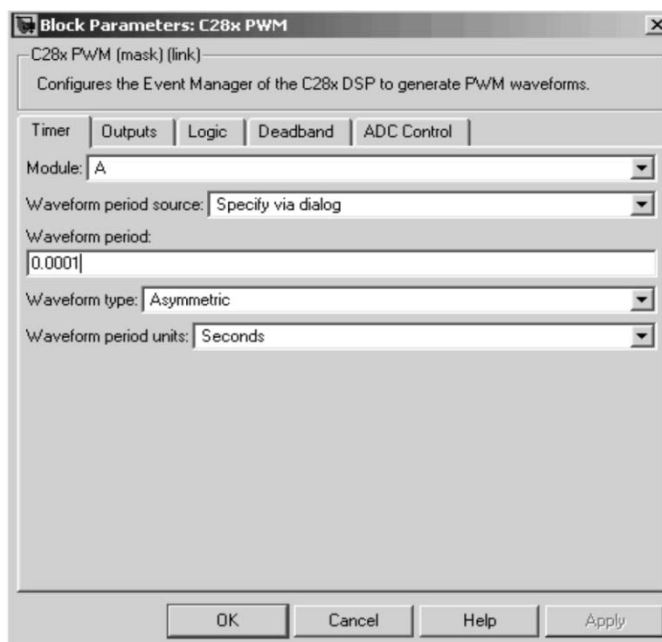 Block Parameters: C28x PWM
C28x PWM (mask) (link)
Configures the Event Manager of the C28x DSP to generate PWM waveforms.
Timer Outputs Logic Deadband ADC Control
Module: A
Waveform period source: Specify via dialog
Waveform period:
0.0001
Waveform type: Asymmetric
Waveform period units: Seconds
OK Cancel Help Apply